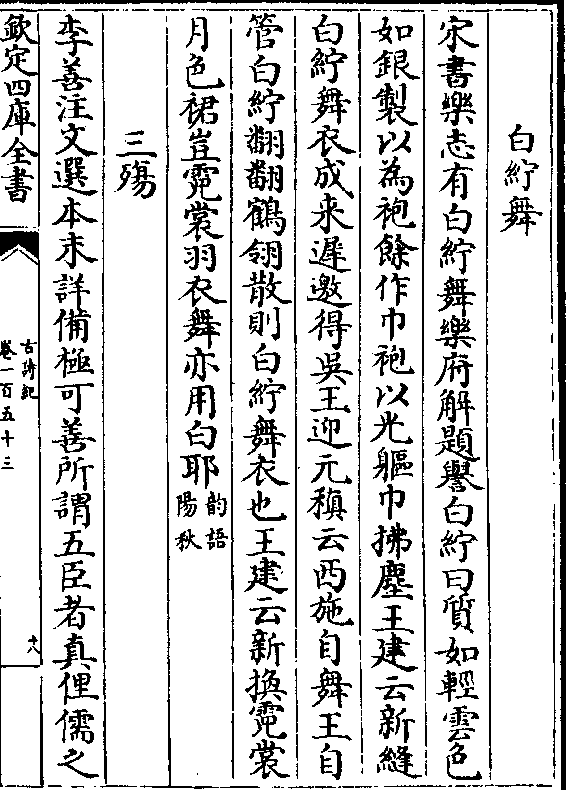 白紵舞
宋書樂志有白紵舞樂府解題譽白紵曰質如輕雲色
如銀製以為袍餘作巾袍以光軀巾拂塵王建云新縫
白紵舞衣成来遲邀得吳王迎元稹云西施自舞王自
管白紵翻翻鶴翎散則白紵舞衣也王建云新換霓裳
月色裙豈霓裳羽衣舞亦用白耶韵語陽秋
三殤
李善注文選本末詳備極可善所謂五臣者真俚儒之
欽定四庫全書
古詩紀
卷一百五十三
十八